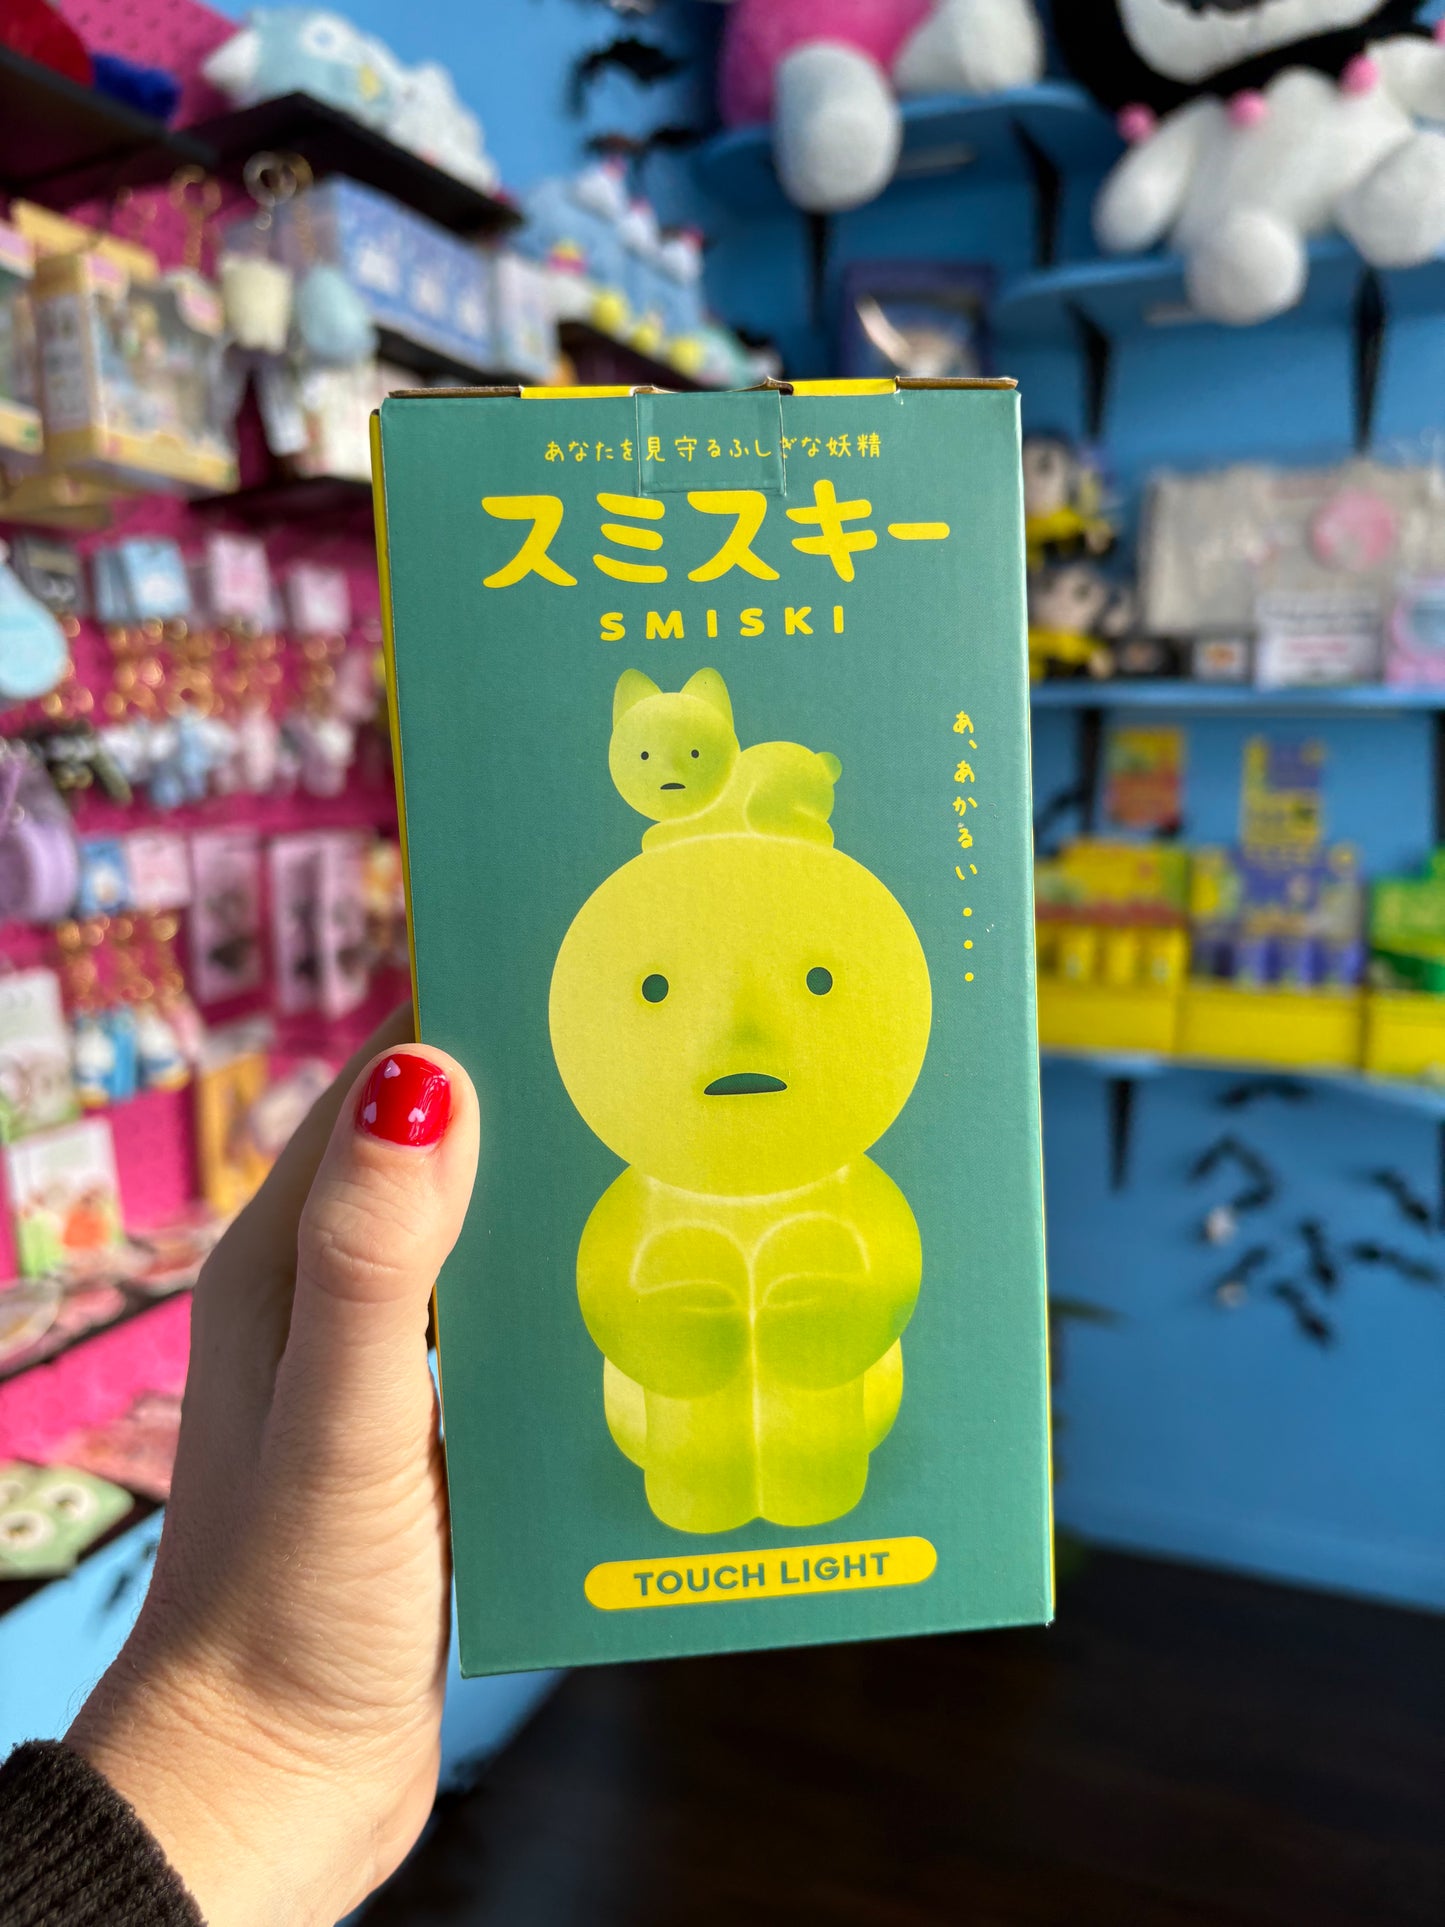 あなたを見守るふしぎな妖精
スミスキー
SMISKI
あ、あかるい・・・
TOUCH LIGHT